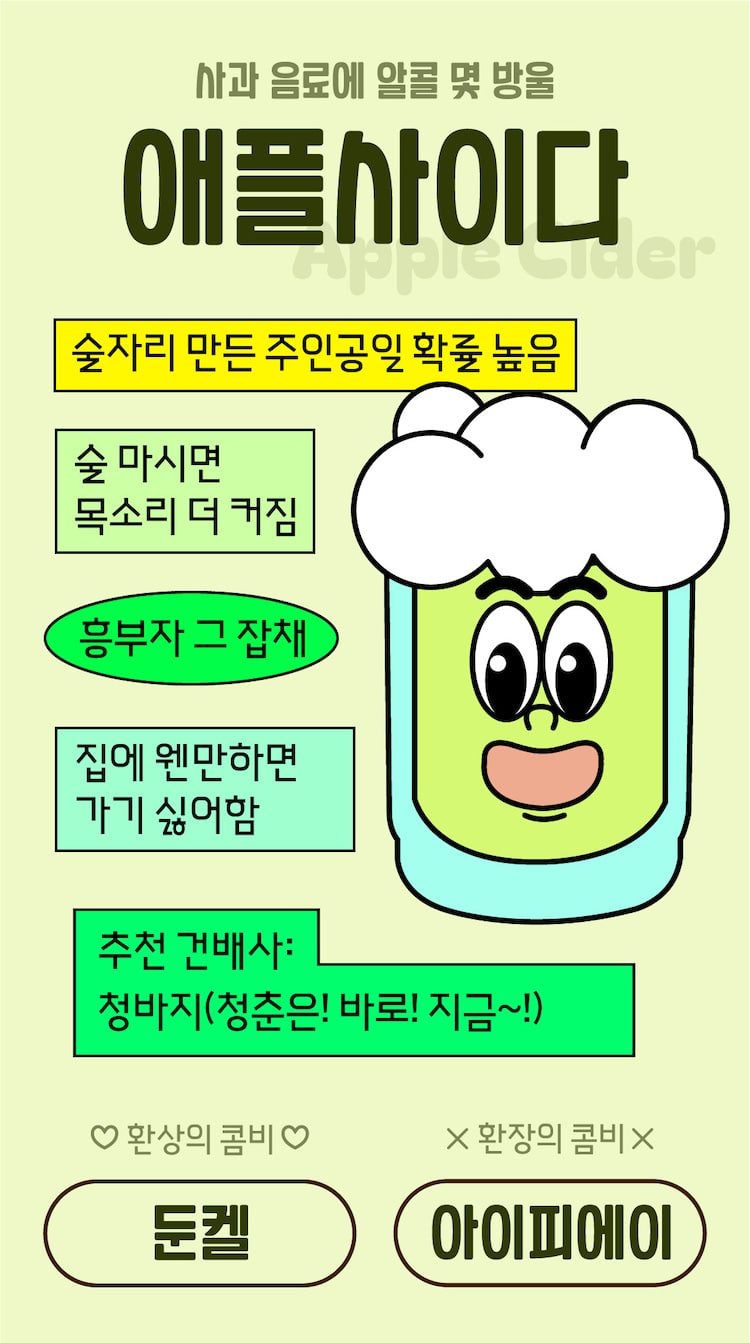 사과 음료에 알콜 몇 방울
애플사이다
Apple Cider
술자리 만든 주인공일 확률 높음
술 마시면
목소리 더 커짐
흥부자 그 잡채
집에 웬만하면
가기 싫어함
추천 건배사:
청바지(청춘은! 바로! 지금~!)
♡ 환상의 콤비 ♡
× 환장의 콤비 ×
둔켈
아이피에이